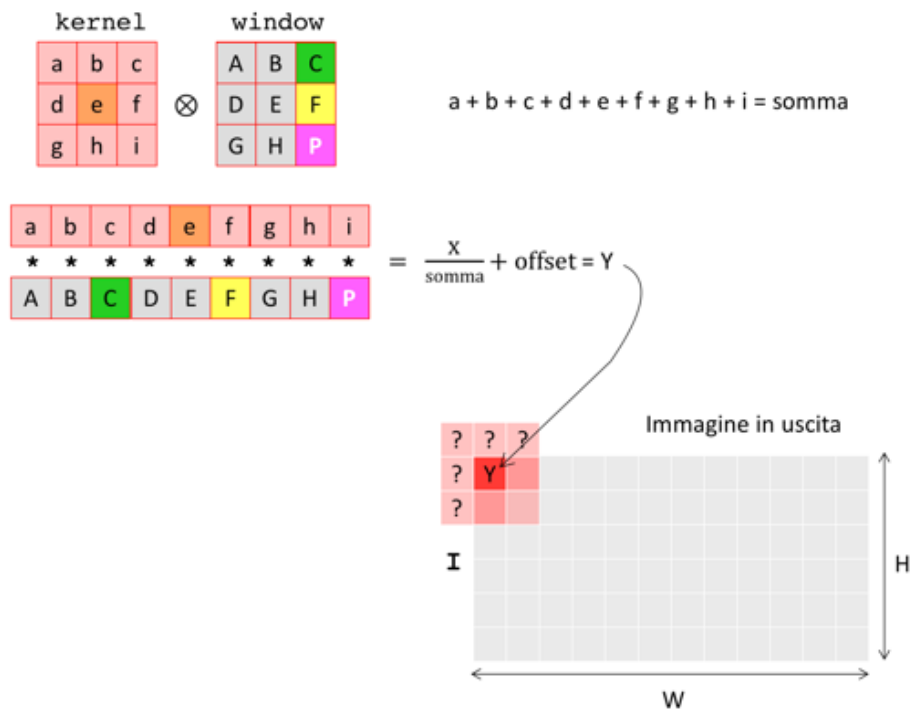 kernel window
a b c A B C
d e f ⊗ D E F
g h i G H P
a + b + c + d + e + f + g + h + i = somma
a b c d e f g h i
* * * * * * * * *
A B C D E F G H P
= X/somma + offset = Y
Immagine in uscita
? ? ?
? Y
?
I
H
W